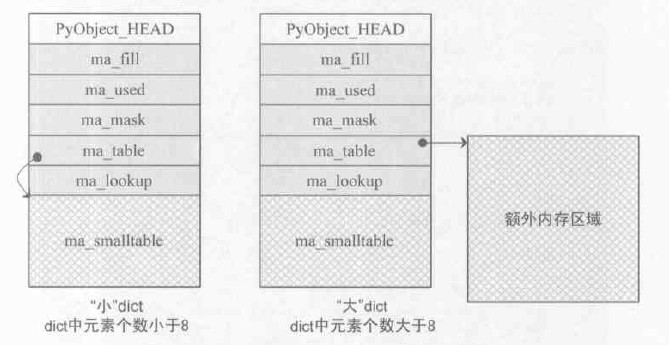 PyObject_HEAD
ma_fill
ma_used
ma_mask
ma_table
ma_lookup
ma_smalltable
“小”dict
dict中元素个数小于8
PyObject_HEAD
ma_fill
ma_used
ma_mask
ma_table
ma_lookup
ma_smalltable
“大”dict
dict中元素个数大于8
额外内存区域